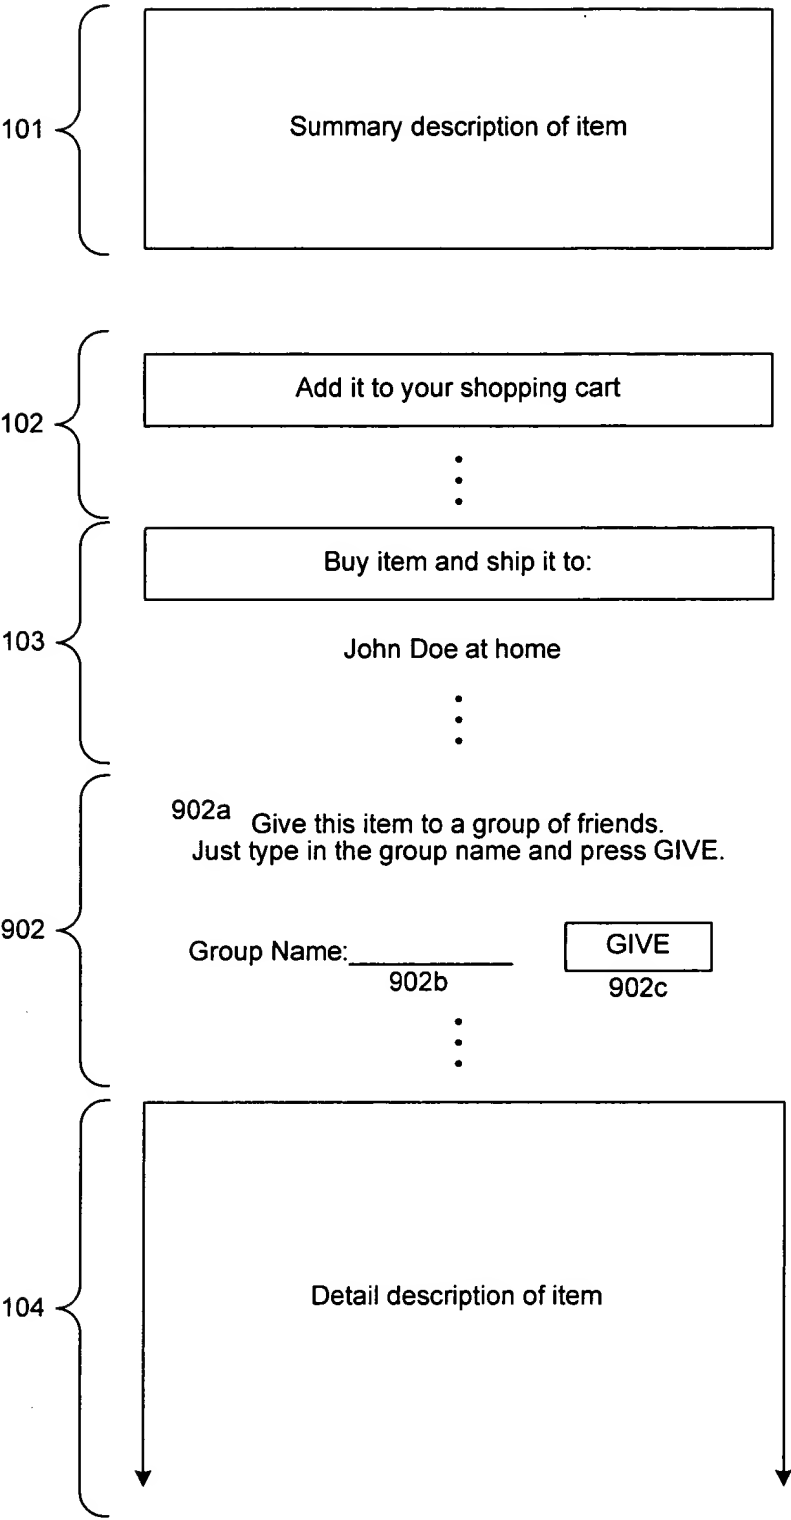 101
Summary description of item
102
Add it to your shopping cart
103
Buy item and ship it to:
John Doe at home
902
902a Give this item to a group of friends.
Just type in the group name and press GIVE.
Group Name: GIVE
902b 902c
104
Detail description of item